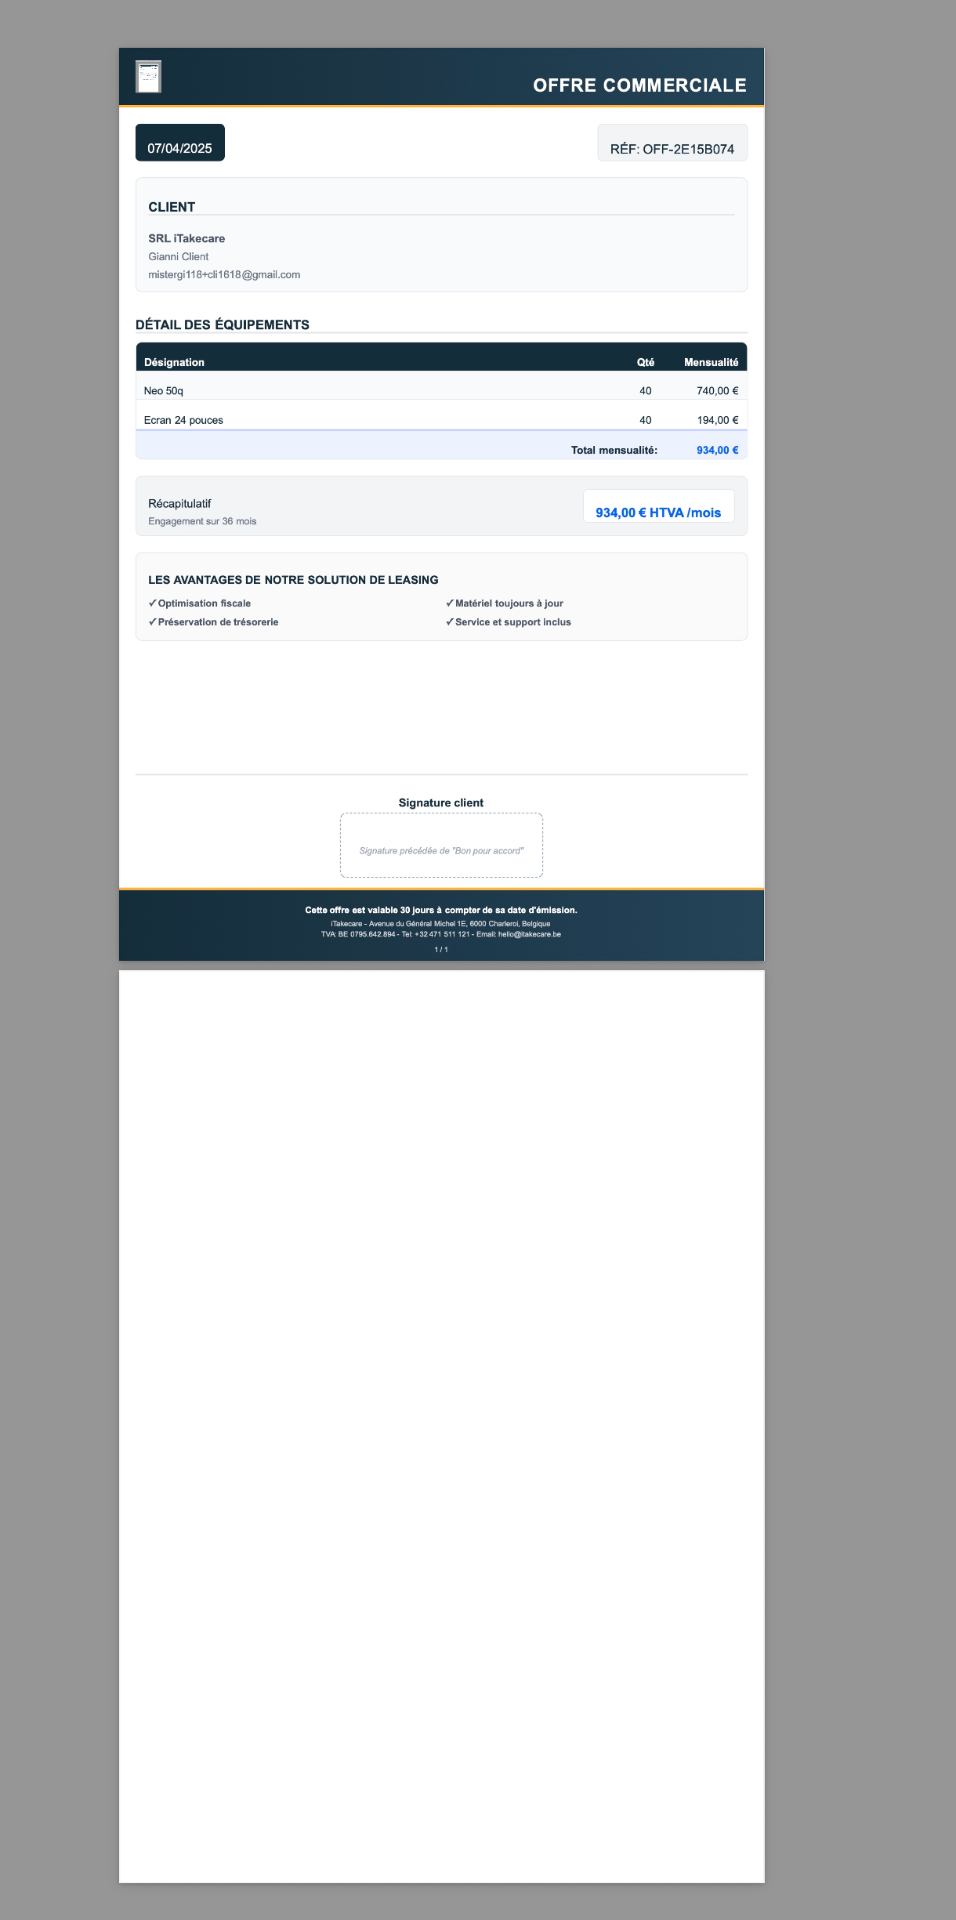 OFFRE COMMERCIALE
07/04/2025
RÉF: OFF-2E15B074
CLIENT
SRL iTakecare
Gianni Client
mistergi118+cli1618@gmail.com
DÉTAIL DES ÉQUIPEMENTS
Désignation Qté Mensualité
Neo 50q 40 740,00 €
Ecran 24 pouces 40 194,00 €
Total mensualité: 934,00 €
Récapitulatif
Engagement sur 36 mois
934,00 € HTVA /mois
LES AVANTAGES DE NOTRE SOLUTION DE LEASING
✓Optimisation fiscale ✓Matériel toujours à jour
✓Préservation de trésorerie ✓Service et support inclus
Signature client
Signature précédée de "Bon pour accord"
Cette offre est valable 30 jours à compter de sa date d'émission.
iTakecare - Avenue du Général Michel 1E, 6000 Charleroi, Belgique
TVA: BE 0795.642.894 - Tel: +32 471 511 121 - Email: hello@itakecare.be
1 / 1